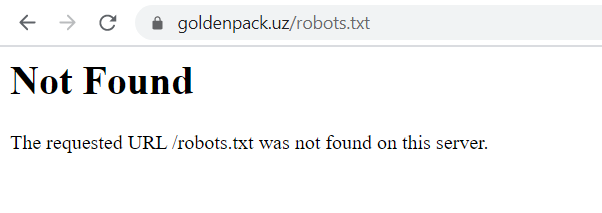 goldenpack.uz/robots.txt
Not Found
The requested URL /robots.txt was not found on this server.